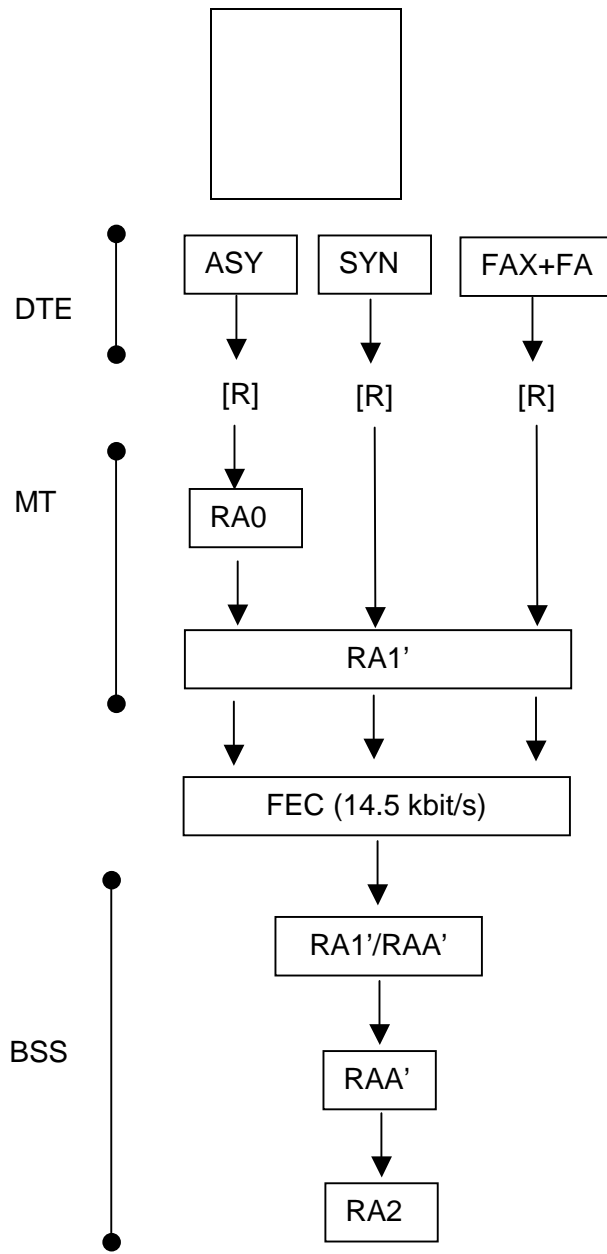 ASY SYN FAX+FA
DTE
[R] [R] [R]
MT
RA0
RA1’
FEC (14.5 kbit/s)
RA1’/RAA’
BSS
RAA’
RA2